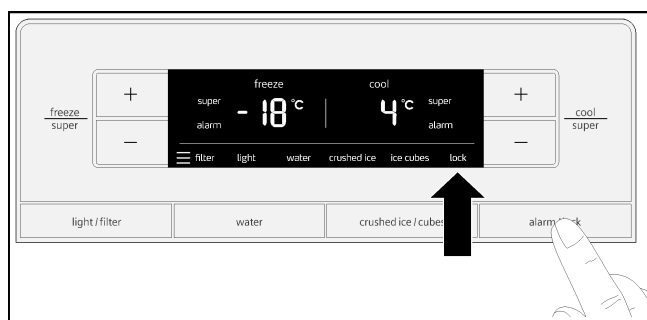 freeze
super
+
−
freeze
cool
super
alarm
-18 °C
4 °C
super
alarm
filter
light
water
crushed ice
ice cubes
lock
+
−
cool
super
light / filter
water
crushed ice / cubes